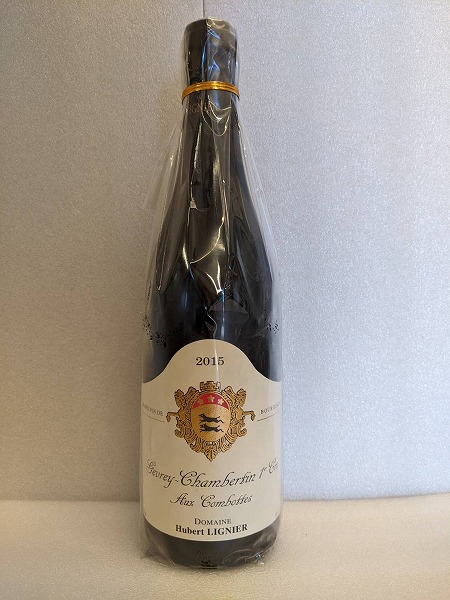 2015
Gevrey-Chambertin 1er Cru
Aux Combottes
DOMAINE
Hubert LIGNIER